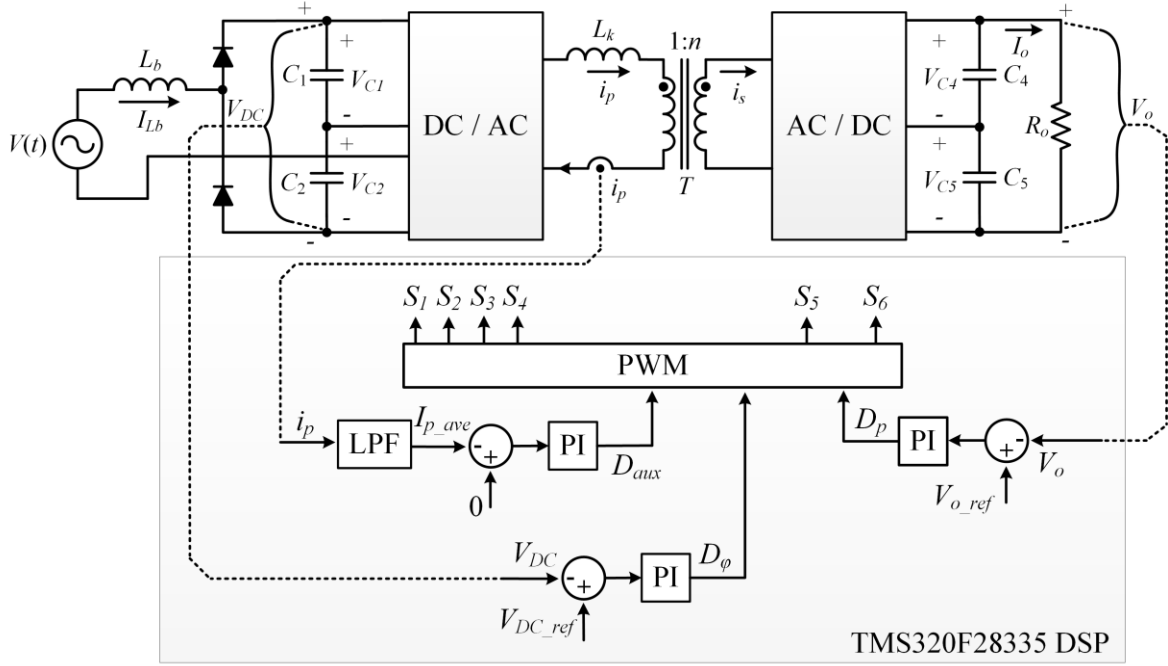 + + 1:n + I_o +
L_k
L_b C_1 V_C1 i_p i_s V_C4 C_4
I_Lb V_DC - DC / AC AC / DC - R_o V_o
V(t) + +
C_2 V_C2 i_p T V_C5 C_5
- - - -
S_1 S_2 S_3 S_4 S_5 S_6
PWM
i_p LPF I_p_ave - + PI D_aux D_p PI - + V_o
0 V_o_ref
V_DC - + PI D_φ
V_DC_ref
TMS320F28335 DSP